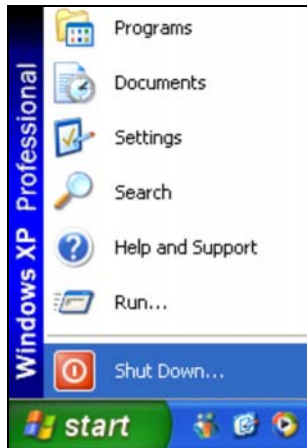 Programs
Documents
Settings
Search
Help and Support
Run...
Shut Down...
Windows XP Professional
start